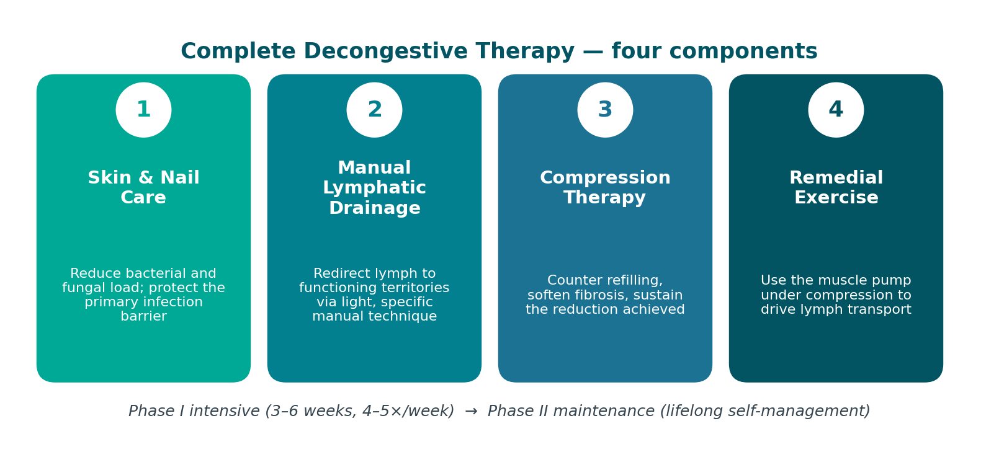 Complete Decongestive Therapy — four components
1
Skin & Nail
Care
Reduce bacterial and
fungal load; protect the
primary infection
barrier
2
Manual
Lymphatic
Drainage
Redirect lymph to
functioning territories
via light, specific
manual technique
3
Compression
Therapy
Counter refilling,
soften fibrosis, sustain
the reduction achieved
4
Remedial
Exercise
Use the muscle pump
under compression to
drive lymph transport
Phase I intensive (3–6 weeks, 4–5×/week) → Phase II maintenance (lifelong self-management)